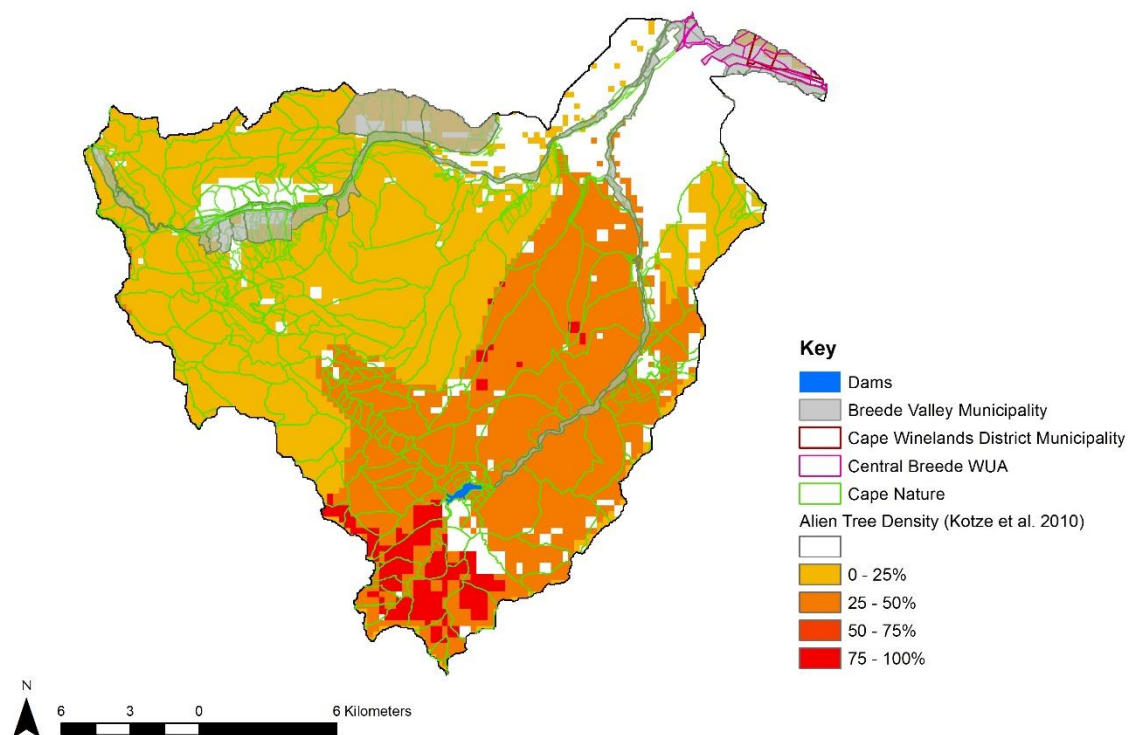 Key
Dams
Breede Valley Municipality
Cape Winelands District Municipality
Central Breede WUA
Cape Nature
Alien Tree Density (Kotze et al. 2010)
0 - 25%
25 - 50%
50 - 75%
75 - 100%
N
6 3 0 6 Kilometers